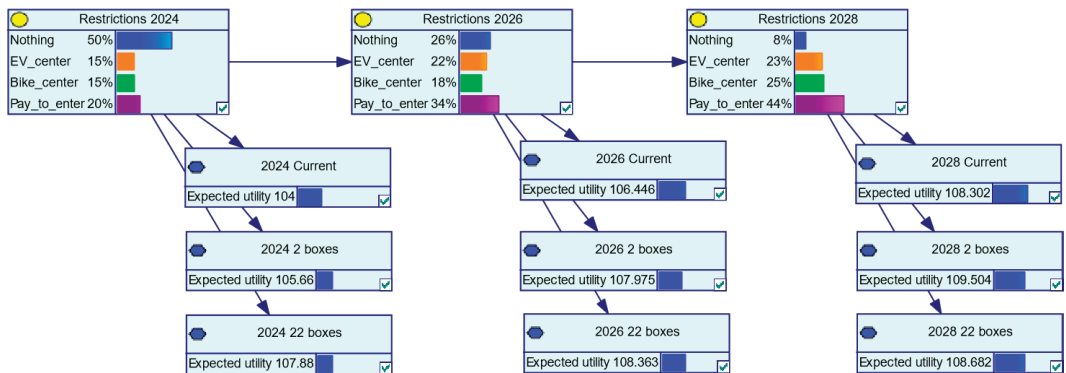 Restrictions 2024
Nothing 50%
EV_center 15%
Bike_center 15%
Pay_to_enter 20%
Restrictions 2026
Nothing 26%
EV_center 22%
Bike_center 18%
Pay_to_enter 34%
Restrictions 2028
Nothing 8%
EV_center 23%
Bike_center 25%
Pay_to_enter 44%
2024 Current
Expected utility 104
2026 Current
Expected utility 106.446
2028 Current
Expected utility 108.302
2024 2 boxes
Expected utility 105.66
2026 2 boxes
Expected utility 107.975
2028 2 boxes
Expected utility 109.504
2024 22 boxes
Expected utility 107.88
2026 22 boxes
Expected utility 108.363
2028 22 boxes
Expected utility 108.682